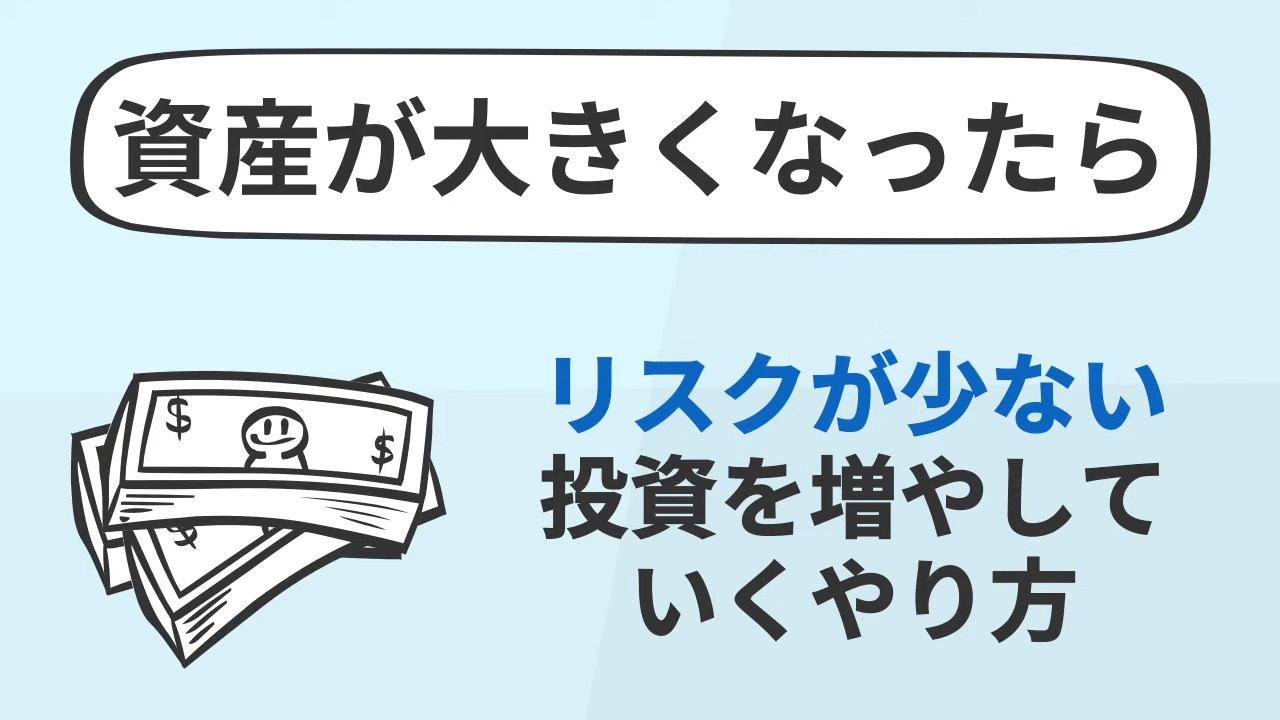 資産が大きくなったら
リスクが少ない
投資を増やして
いくやり方
$
$
$